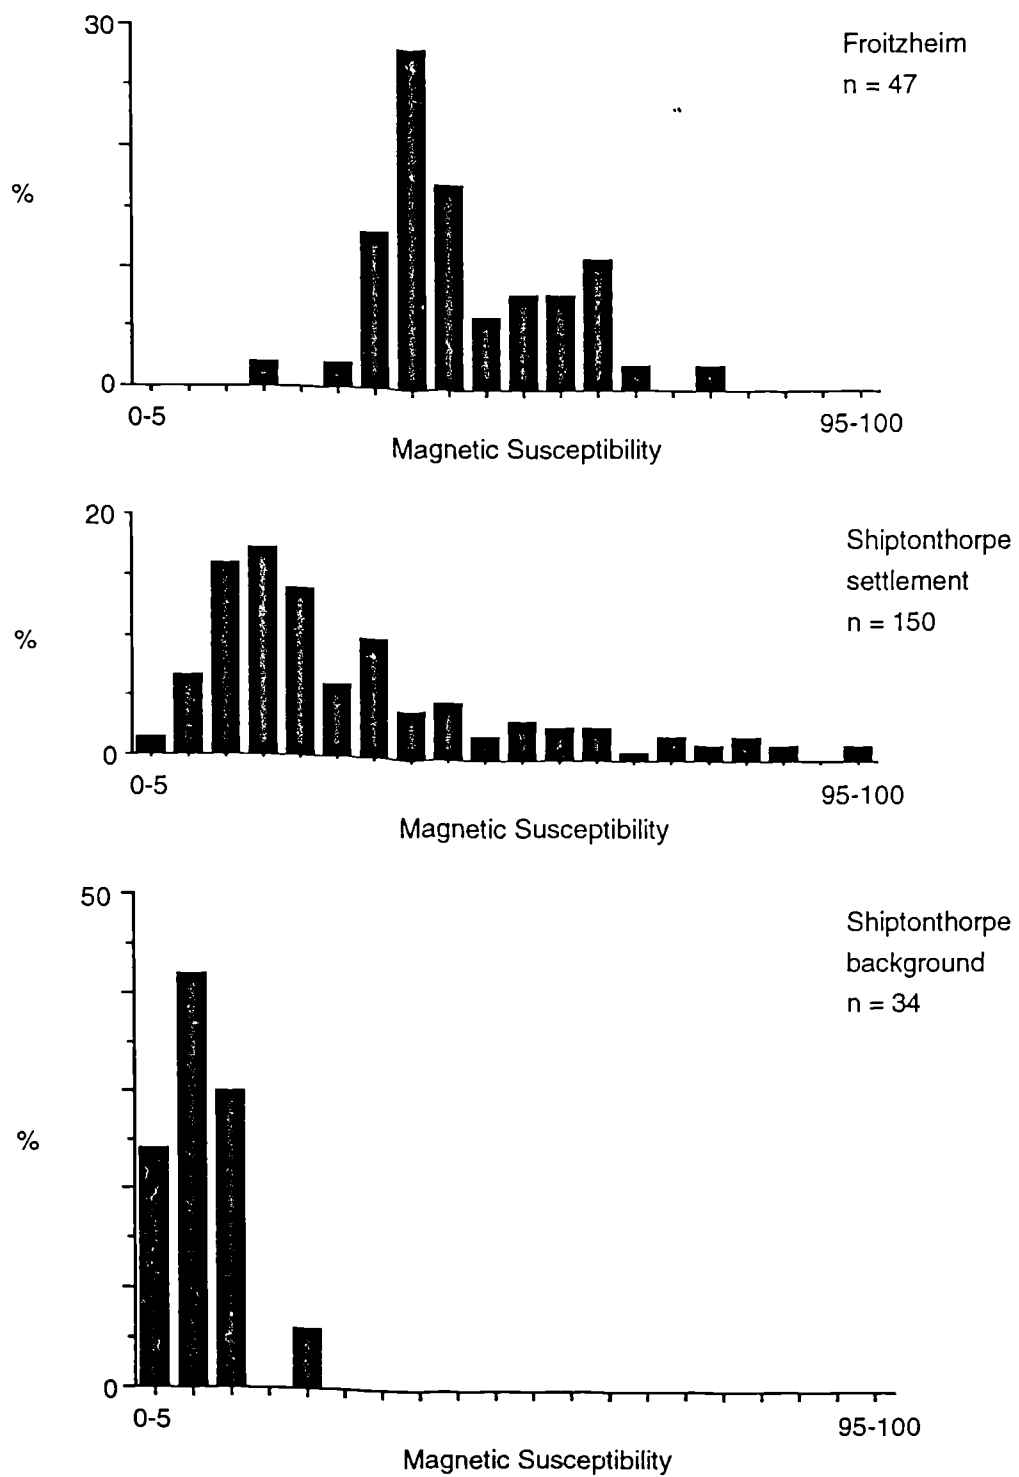 30
Froitzheim
n = 47
%
0
0-5
95-100
Magnetic Susceptibility
20
Shiptonthorpe
settlement
n = 150
%
0
0-5
95-100
Magnetic Susceptibility
50
Shiptonthorpe
background
n = 34
%
0
0-5
95-100
Magnetic Susceptibility